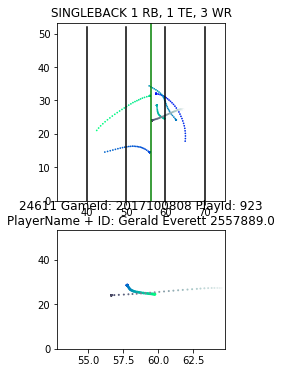 SINGLEBACK 1 RB, 1 TE, 3 WR
50
40
30
20
10
0
40 50 60 70
24611 GameId: 2017100808 PlayId: 923
PlayerName + ID: Gerald Everett 2557889.0
40
20
0
55.0 57.5 60.0 62.5